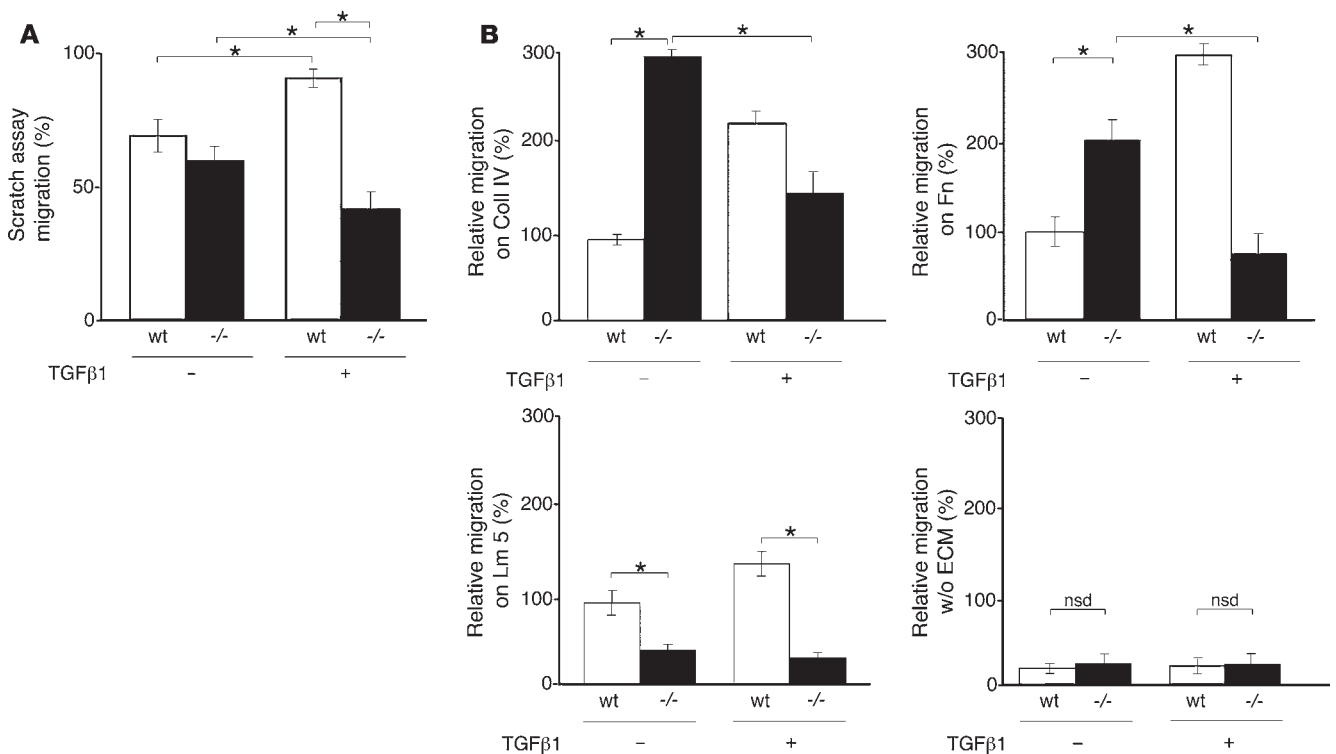 A
*
*
*
Scratch assay
migration (%)
100
50
0
wt -/- wt -/-
TGFβ1 – +
B
* *
Relative migration
on Coll IV (%)
300
200
100
0
wt -/- wt -/-
TGFβ1 – +
* *
Relative migration
on Fn (%)
300
200
100
0
wt -/- wt -/-
TGFβ1 – +
* *
Relative migration
on Lm 5 (%)
300
200
100
0
wt -/- wt -/-
TGFβ1 – +
nsd nsd
Relative migration
w/o ECM (%)
300
200
100
0
wt -/- wt -/-
TGFβ1 – +